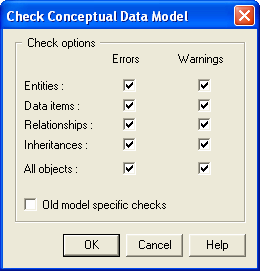 Check Conceptual Data Model
Check options
Errors Warnings
Entities :
Data items :
Relationships :
Inheritances :
All objects :
Old model specific checks
OK Cancel Help